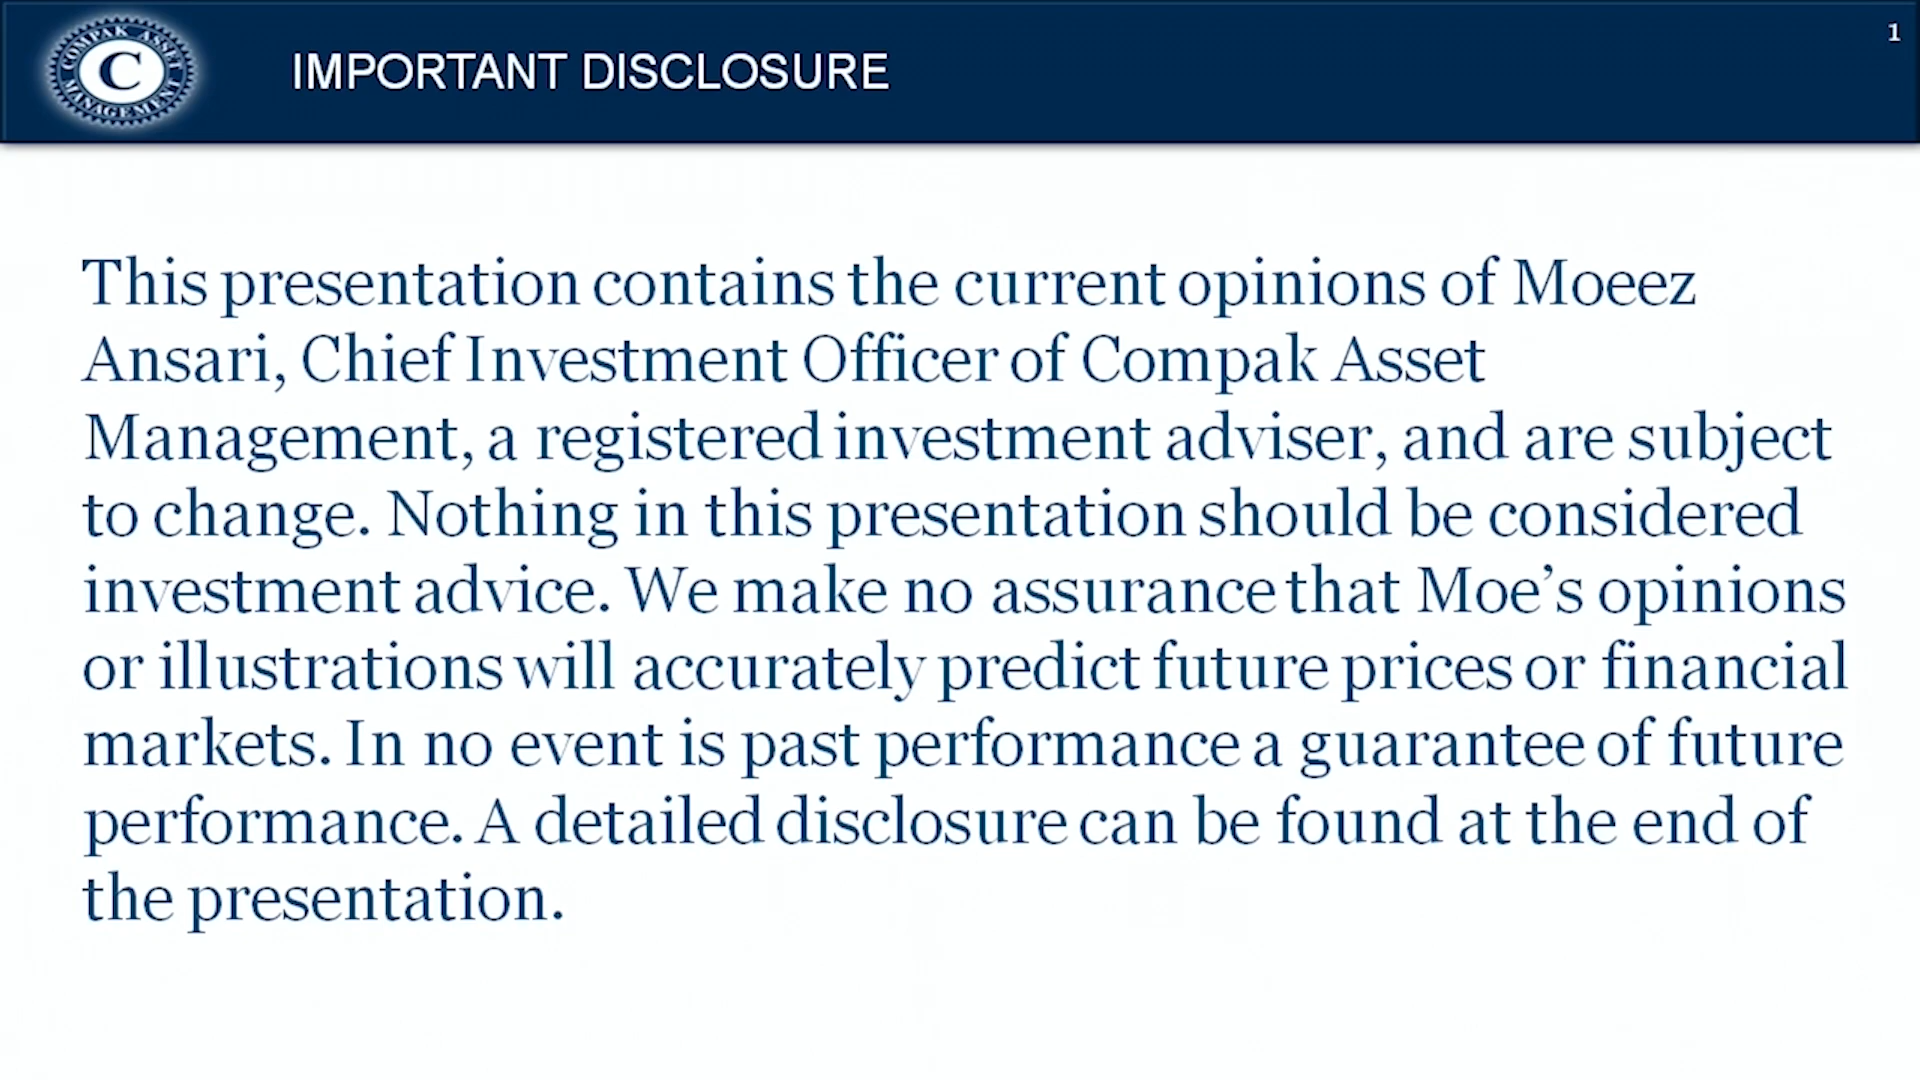 COMPAK ASSET MANAGEMENT
C
IMPORTANT DISCLOSURE
1
This presentation contains the current opinions of Moeez
Ansari, Chief Investment Officer of Compak Asset
Management, a registered investment adviser, and are subject
to change. Nothing in this presentation should be considered
investment advice. We make no assurance that Moe’s opinions
or illustrations will accurately predict future prices or financial
markets. In no event is past performance a guarantee of future
performance. A detailed disclosure can be found at the end of
the presentation.